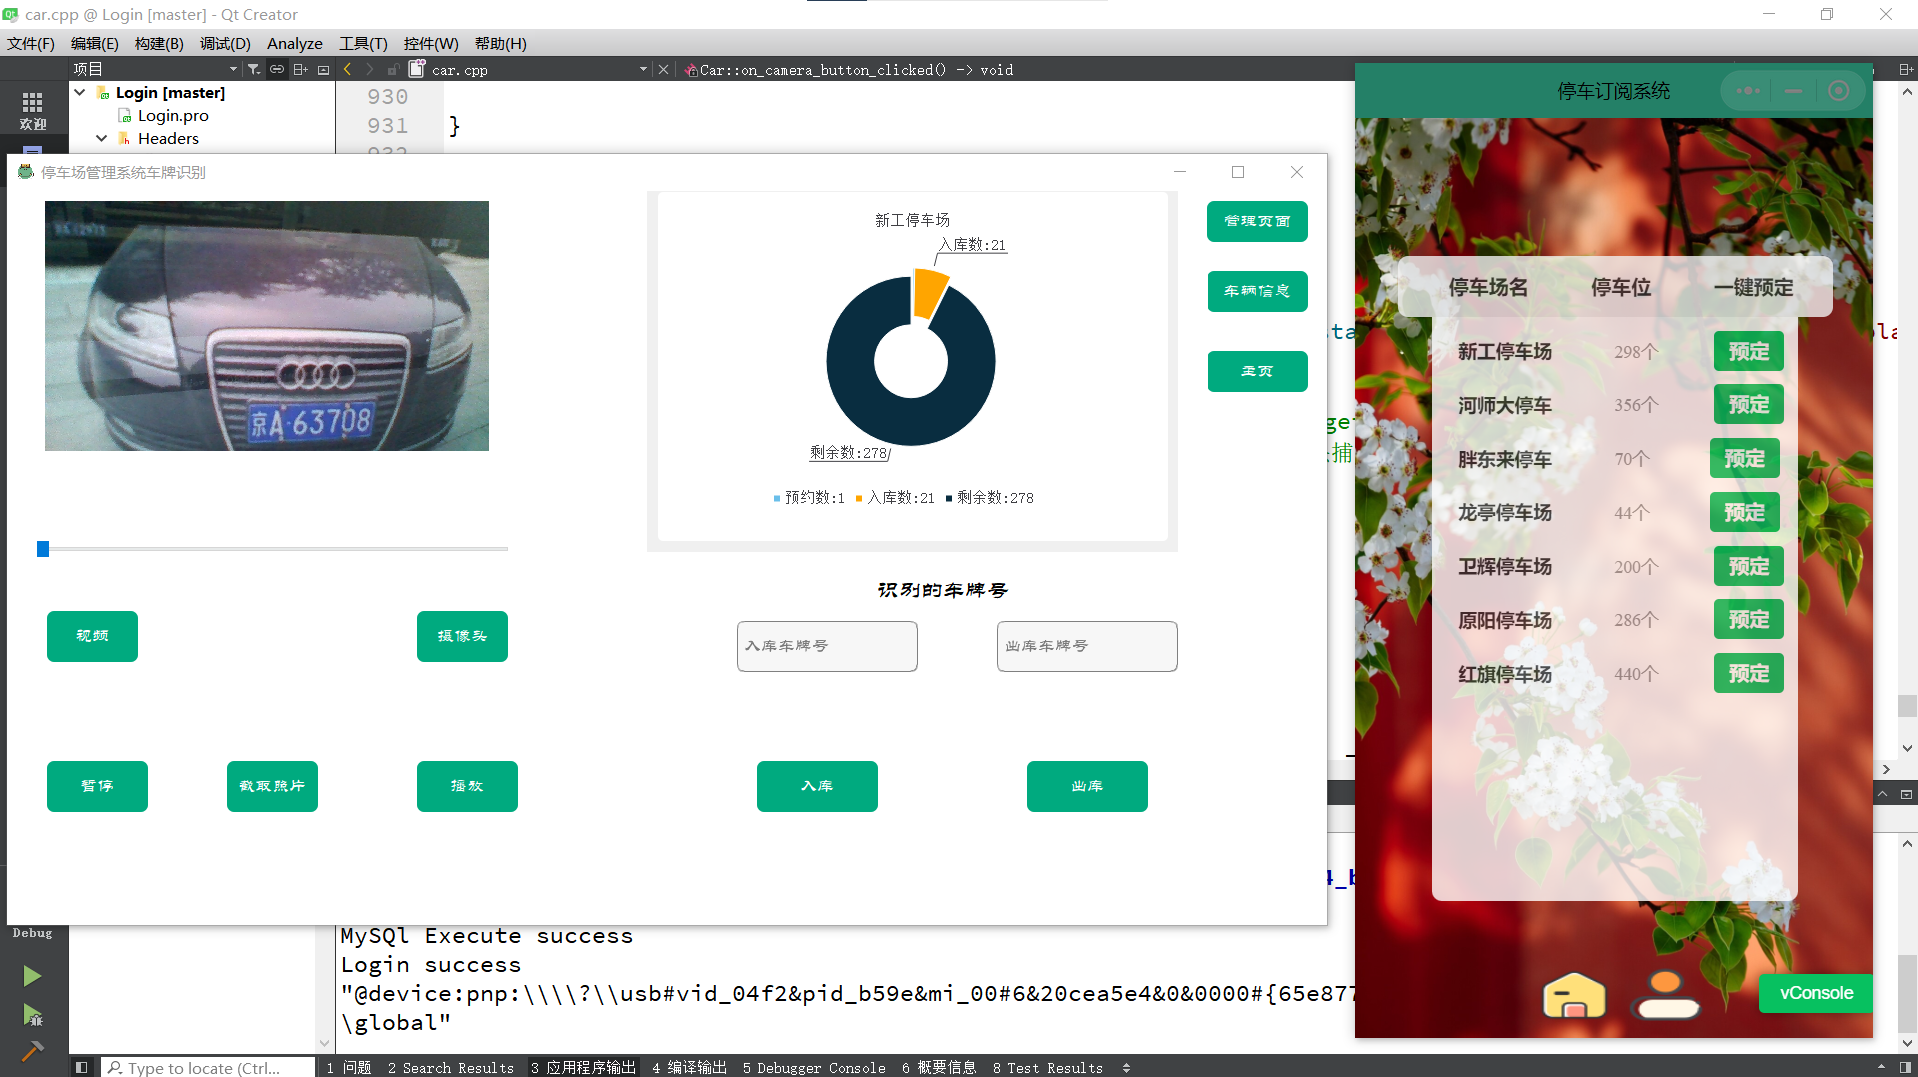 car.cpp @ Login [master] - Qt Creator
文件(F) 编辑(E) 构建(B) 调试(D) Analyze 工具(T) 控件(W) 帮助(H)
项目
car.cpp
Car::on_camera_button_clicked() -> void
欢迎
Login [master]
Login.pro
Headers
930
931 }
停车场管理系统车牌识别
京A·63708
新工停车场
入库数:21
剩余数:278
预约数:1 入库数:21 剩余数:278
管理页面
车辆信息
主页
识别的车牌号
视频
摄像头
入库车牌号
出库车牌号
暂停
截取照片
播放
入库
出库
停车订阅系统
停车场名 停车位 一键预定
新工停车场 298个 预定
河师大停车 356个 预定
胖东来停车 70个 预定
龙亭停车场 44个 预定
卫辉停车场 200个 预定
原阳停车场 286个 预定
红旗停车场 440个 预定
vConsole
Debug
MySQl Execute success
Login success
"@device:pnp:\\\\?\\usb#vid_04f2&pid_b59e&mi_00#6&20cea5e4&0&0000#{65e877
\global"
Type to locate (Ctrl...
1 问题 2 Search Results 3 应用程序输出 4 编译输出 5 Debugger Console 6 概要信息 8 Test Results